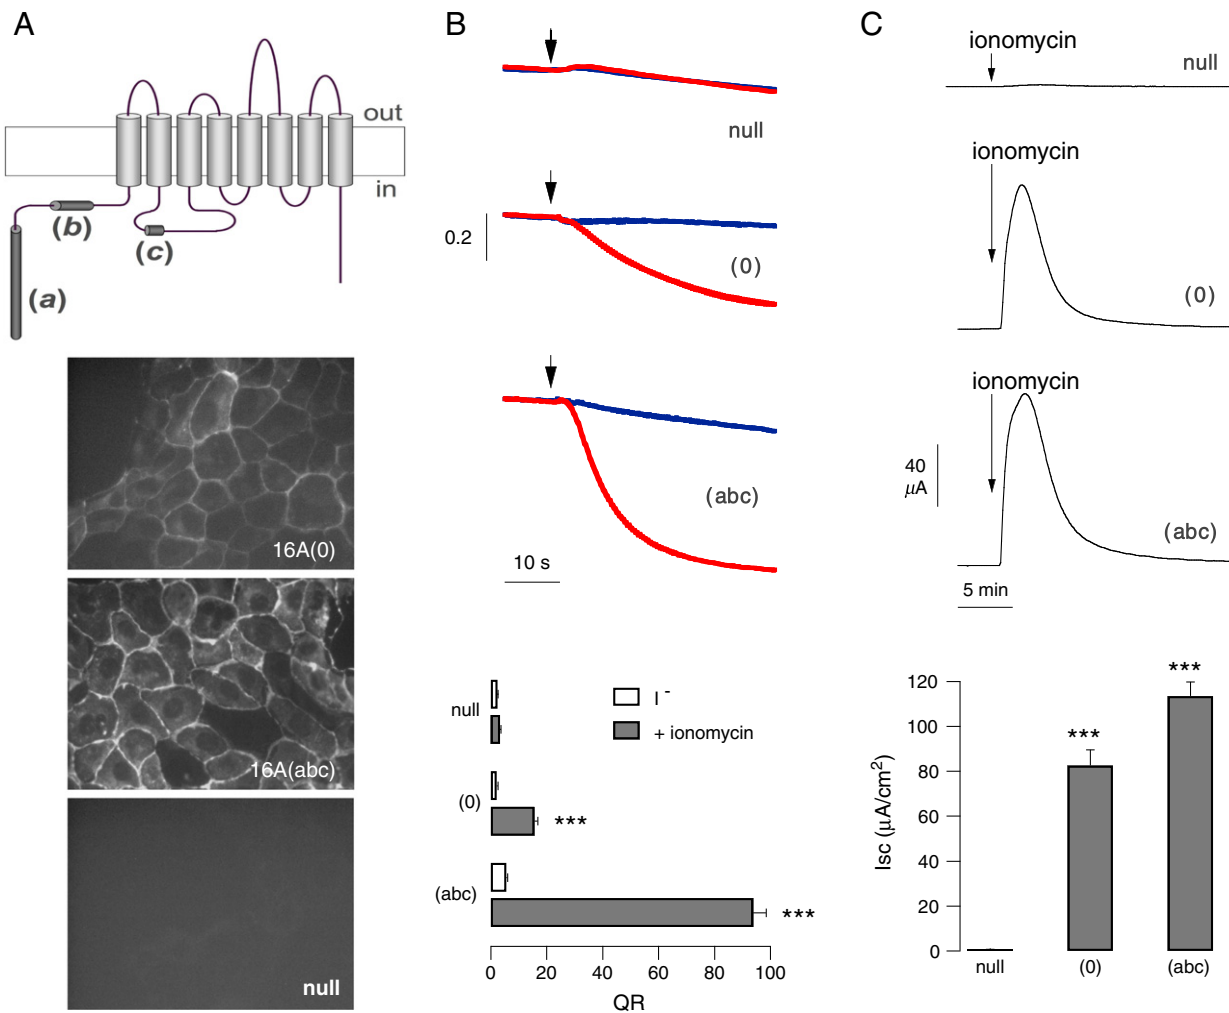 A
out
in
(b)
(c)
(a)
16A(0)
16A(abc)
null
B
null
0.2
(0)
(abc)
10 s
null
(0)
(abc)
I -
+ ionomycin
***
***
0 20 40 60 80 100
QR
C
ionomycin
null
ionomycin
(0)
ionomycin
40
µA
(abc)
5 min
120
100
80
60
40
20
0
Isc (µA/cm2)
***
***
null (0) (abc)